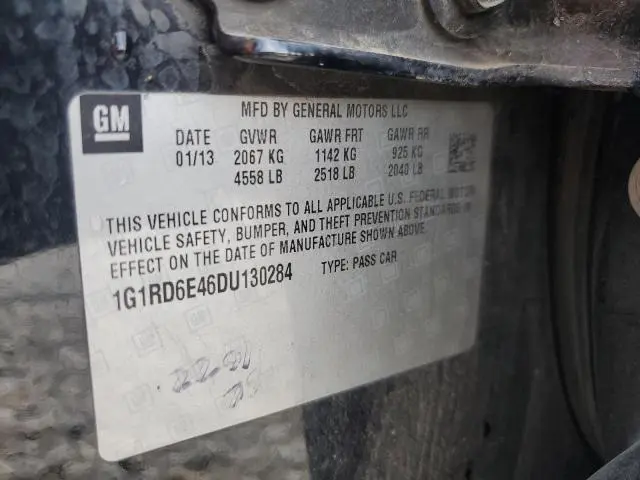 GM
MFD BY GENERAL MOTORS LLC
DATE GVWR GAWR FRT GAWR RR
01/13 2067 KG 1142 KG 925 KG
4558 LB 2518 LB 2040 LB
THIS VEHICLE CONFORMS TO ALL APPLICABLE U.S. FEDERAL MOTOR
VEHICLE SAFETY, BUMPER, AND THEFT PREVENTION STANDARDS IN
EFFECT ON THE DATE OF MANUFACTURE SHOWN ABOVE.
1G1RD6E46DU130284 TYPE: PASS CAR